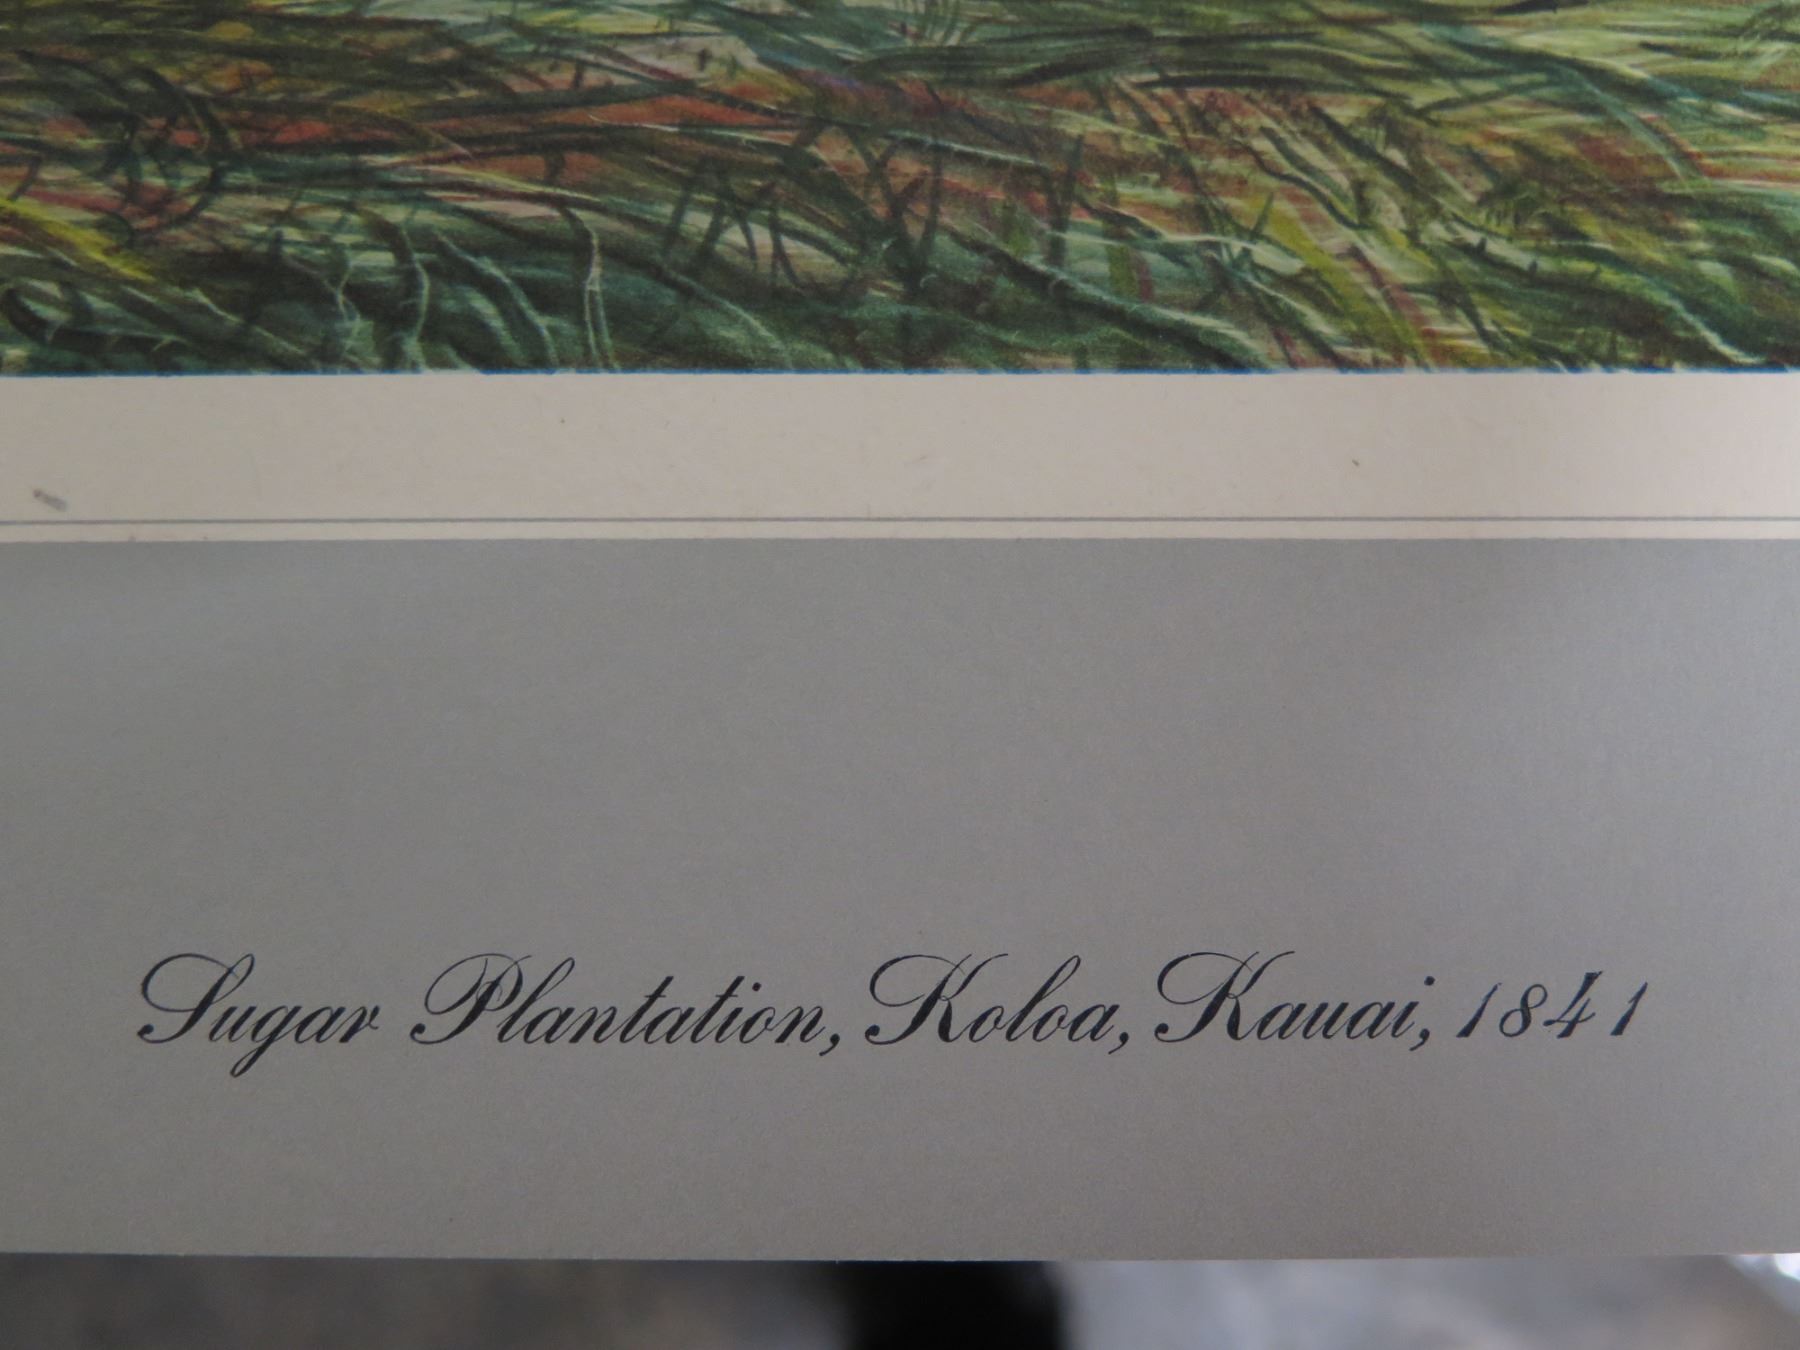 Sugar Plantation, Koloa, Kauai, 1841